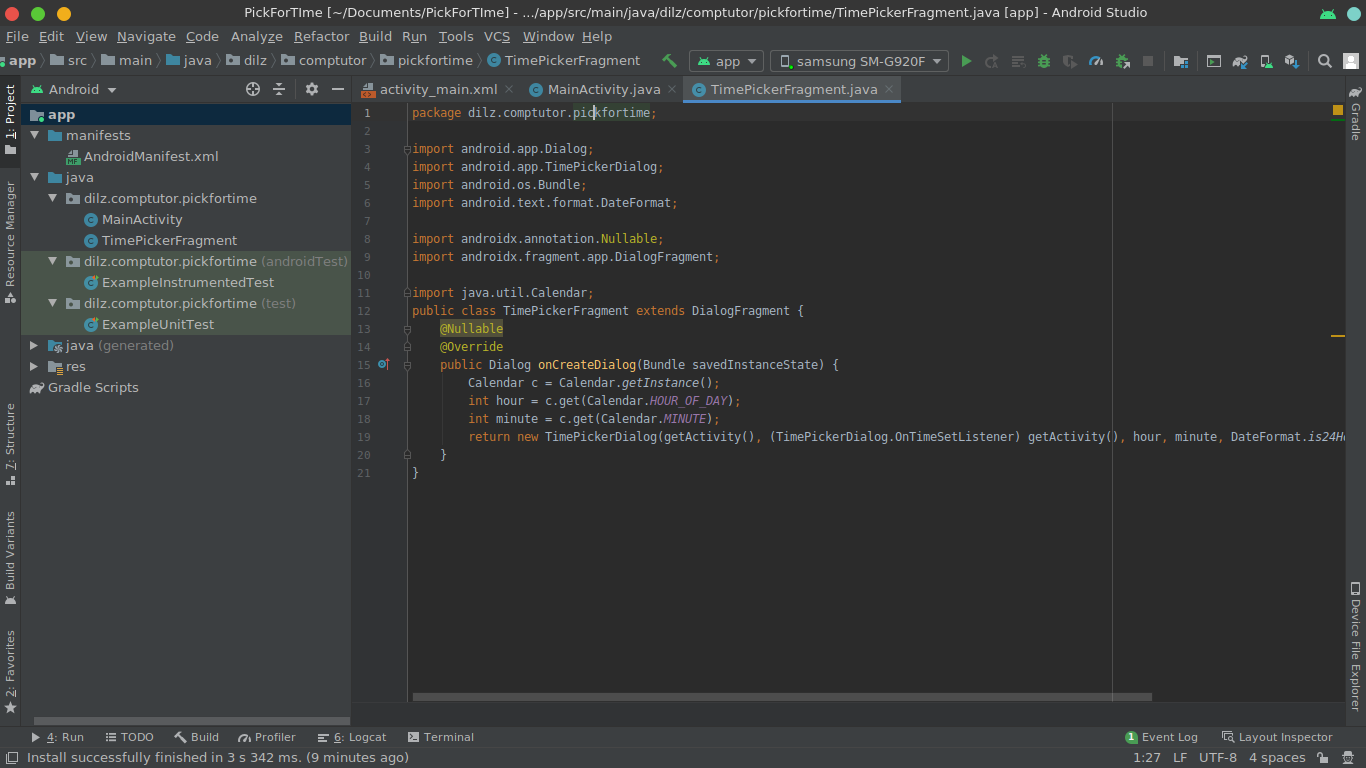 PickForTIme [~/Documents/PickForTIme] - .../app/src/main/java/dilz/comptutor/pickfortime/TimePickerFragment.java [app] - Android Studio
File Edit View Navigate Code Analyze Refactor Build Run Tools VCS Window Help
app src main java dilz comptutor pickfortime TimePickerFragment app samsung SM-G920F
Android
activity_main.xml MainActivity.java TimePickerFragment.java
1: Project
Resource Manager
7: Structure
Build Variants
2: Favorites
app
manifests
AndroidManifest.xml
java
dilz.comptutor.pickfortime
MainActivity
TimePickerFragment
dilz.comptutor.pickfortime (androidTest)
ExampleInstrumentedTest
dilz.comptutor.pickfortime (test)
ExampleUnitTest
java (generated)
res
Gradle Scripts
1 package dilz.comptutor.pickfortime;
2
3 import android.app.Dialog;
4 import android.app.TimePickerDialog;
5 import android.os.Bundle;
6 import android.text.format.DateFormat;
7
8 import androidx.annotation.Nullable;
9 import androidx.fragment.app.DialogFragment;
10
11 import java.util.Calendar;
12 public class TimePickerFragment extends DialogFragment {
13 @Nullable
14 @Override
15 public Dialog onCreateDialog(Bundle savedInstanceState) {
16 Calendar c = Calendar.getInstance();
17 int hour = c.get(Calendar.HOUR_OF_DAY);
18 int minute = c.get(Calendar.MINUTE);
19 return new TimePickerDialog(getActivity(), (TimePickerDialog.OnTimeSetListener) getActivity(), hour, minute, DateFormat.is24H
20 }
21 }
Gradle
Device File Explorer
4: Run TODO Build Profiler 6: Logcat Terminal 1 Event Log Layout Inspector
Install successfully finished in 3 s 342 ms. (9 minutes ago) 1:27 LF UTF-8 4 spaces